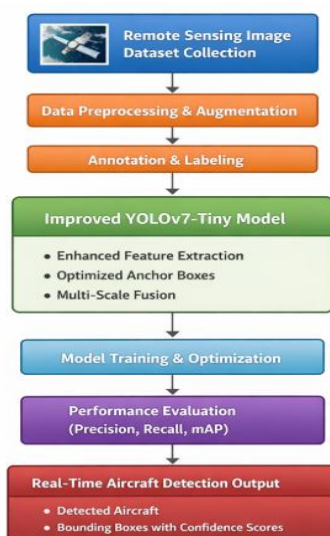 Remote Sensing Image
Dataset Collection
Data Preprocessing & Augmentation
Annotation & Labeling
Improved YOLOv7-Tiny Model
• Enhanced Feature Extraction
• Optimized Anchor Boxes
• Multi-Scale Fusion
Model Training & Optimization
Performance Evaluation
(Precision, Recall, mAP)
Real-Time Aircraft Detection Output
• Detected Aircraft
• Bounding Boxes with Confidence Scores